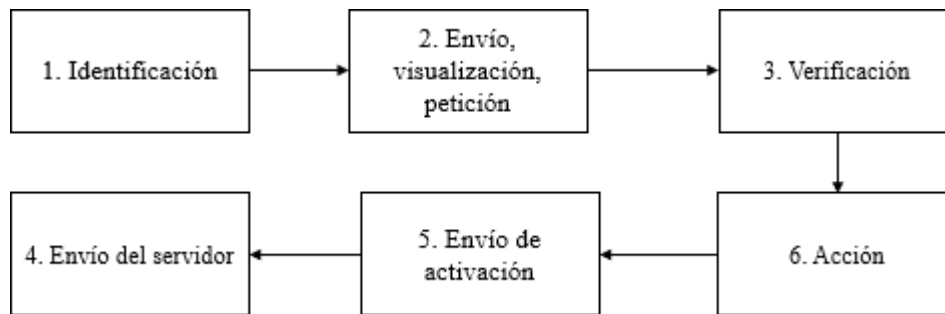 1. Identificación
2. Envío,
visualización,
petición
3. Verificación
4. Envío del servidor
5. Envío de
activación
6. Acción